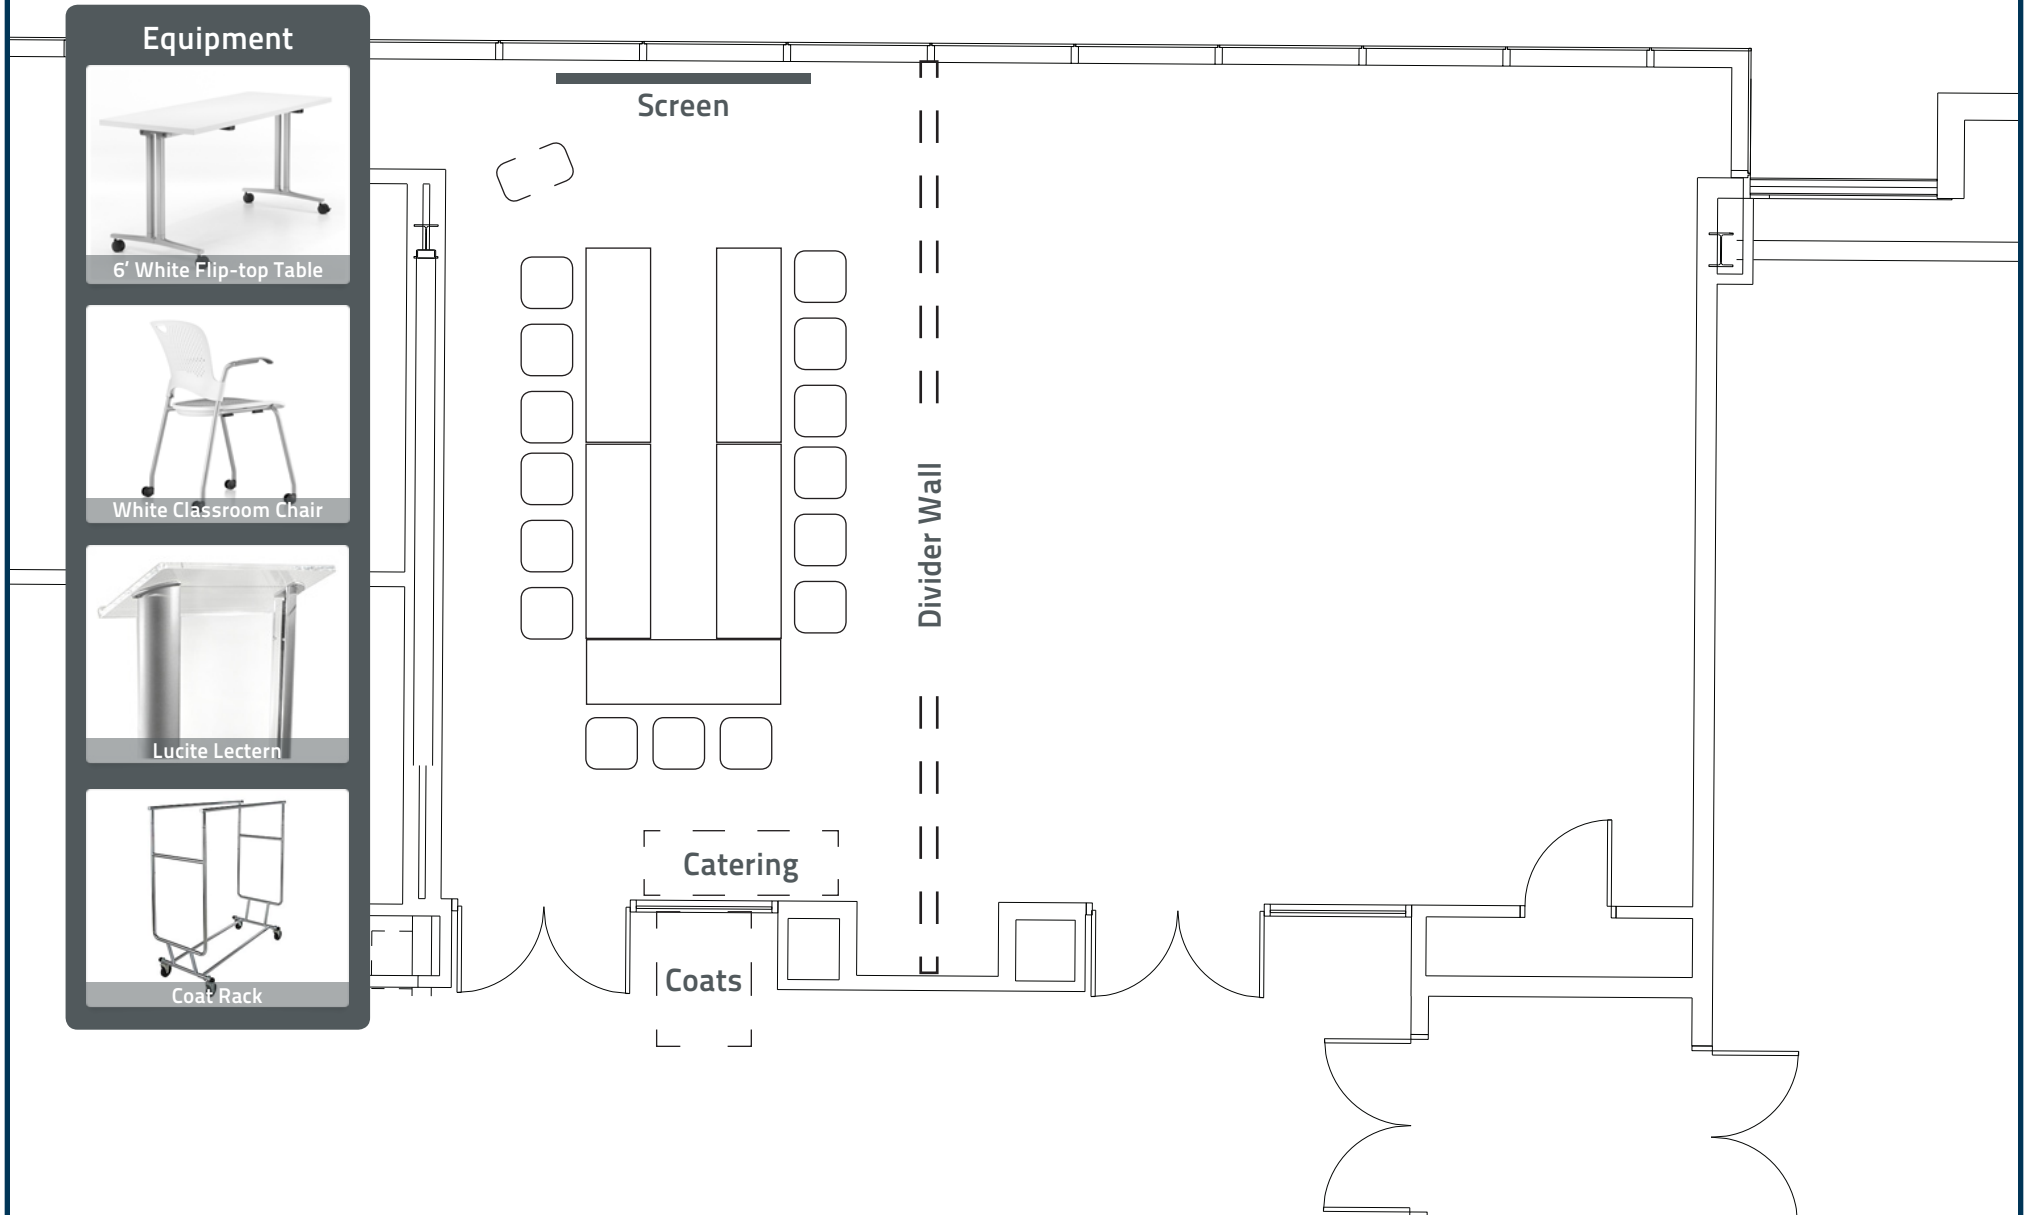 Equipment
6' White Flip-top Table
White Classroom Chair
Lucite Lectern
Coat Rack
Screen
Divider Wall
Catering
Coats